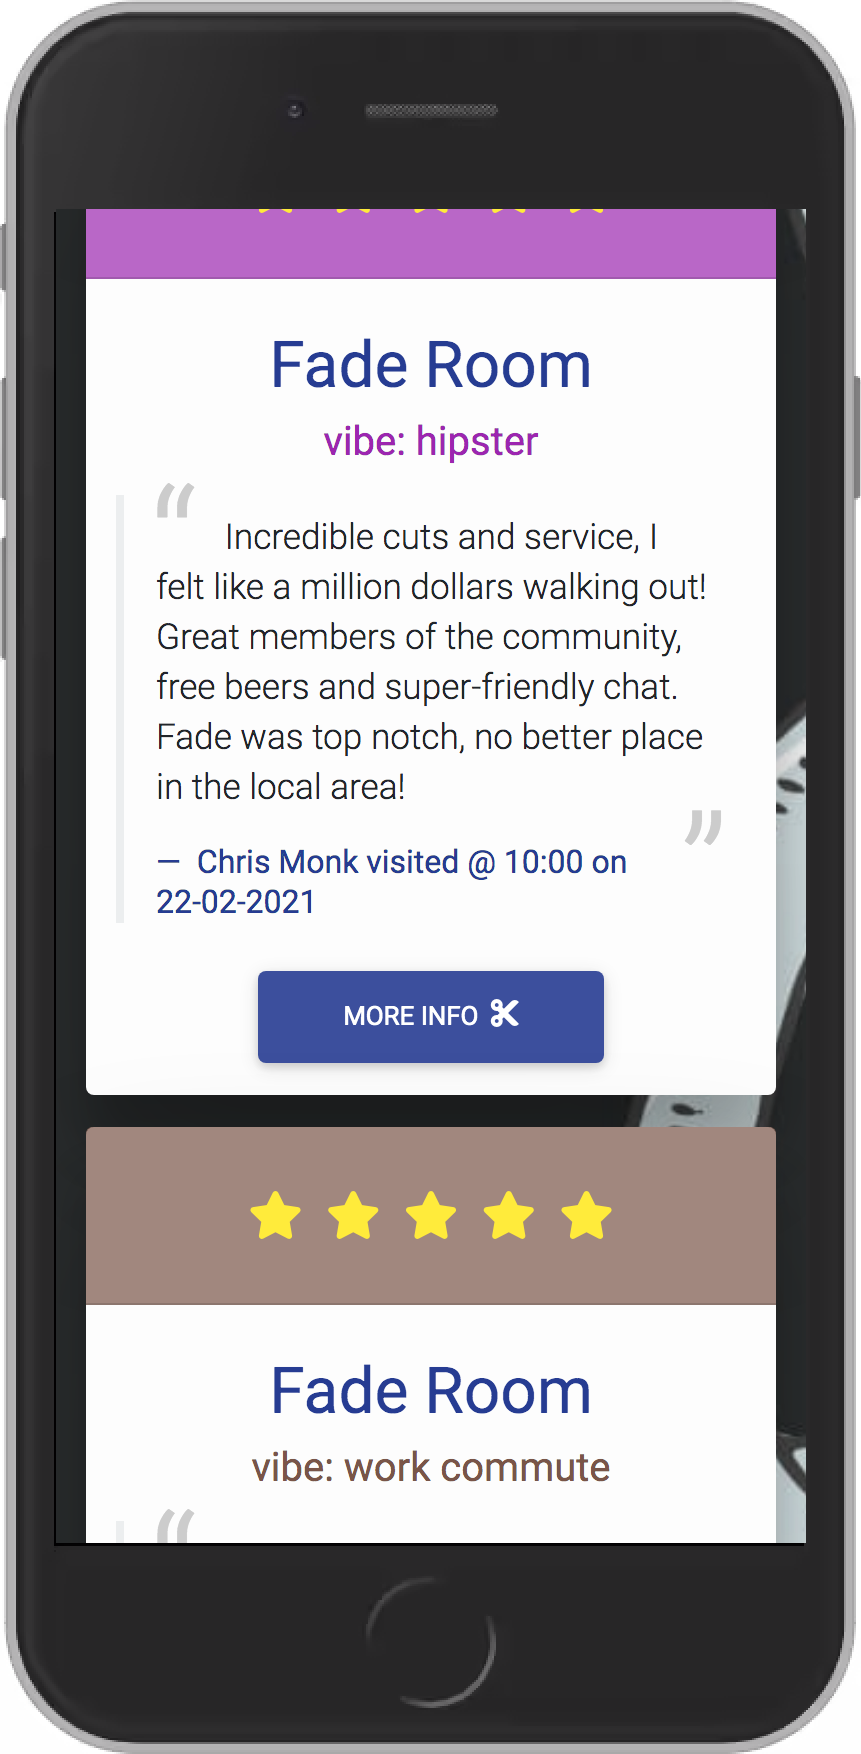 Fade Room
vibe: hipster
“ Incredible cuts and service, I
felt like a million dollars walking out!
Great members of the community,
free beers and super-friendly chat.
Fade was top notch, no better place
in the local area!
”
— Chris Monk visited @ 10:00 on
22-02-2021
MORE INFO
Fade Room
vibe: work commute
“